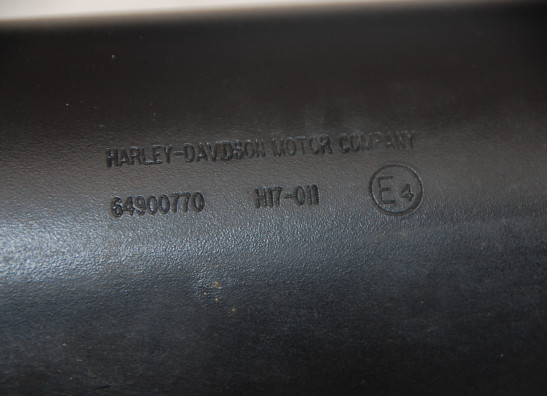 HARLEY-DAVIDSON MOTOR COMPANY
64900770 H17-011 E4